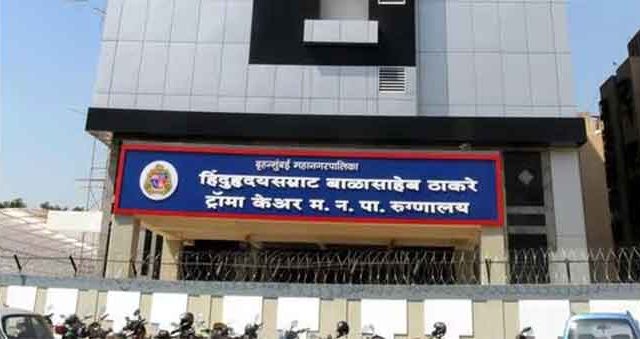 बृहन्मुंबई महानगरपालिका
हिंदुहृदयसम्राट बाळासाहेब ठाकरे
ट्रॉमा केअर म. न. पा. रुग्णालय